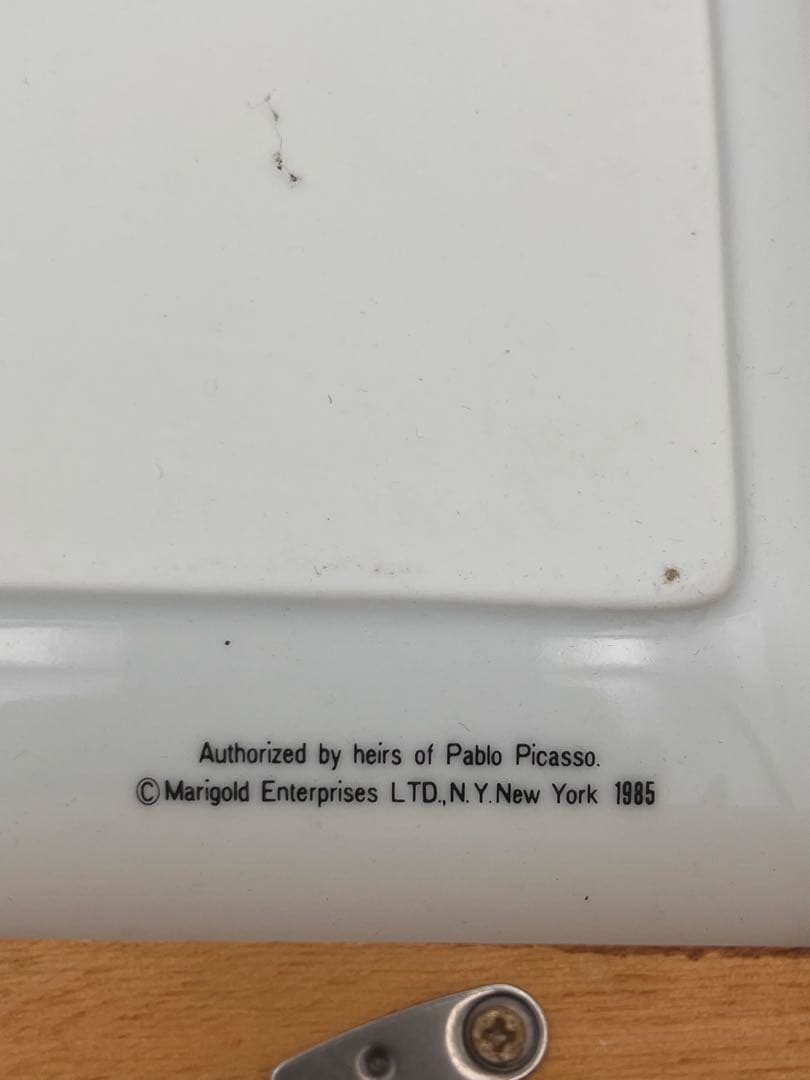 Authorized by heirs of Pablo Picasso.
©Marigold Enterprises LTD.,N.Y.New York 1985